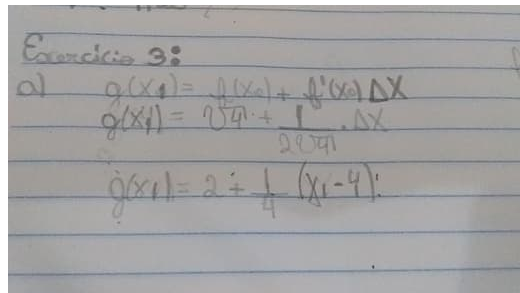 Exercício 3:
a) g(x1) = f(x0) + f'(x0) ΔX
g(x1) = √4 + 1/(2√4) . ΔX
g(x1) = 2 + 1/4 (x1-4).